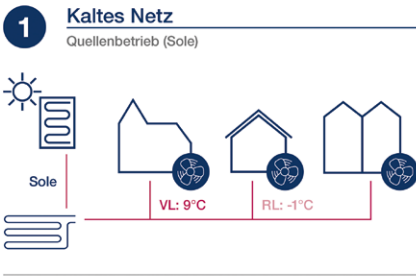 1
Kaltes Netz
Quellenbetrieb (Sole)
Sole
VL: 9°C
RL: -1°C